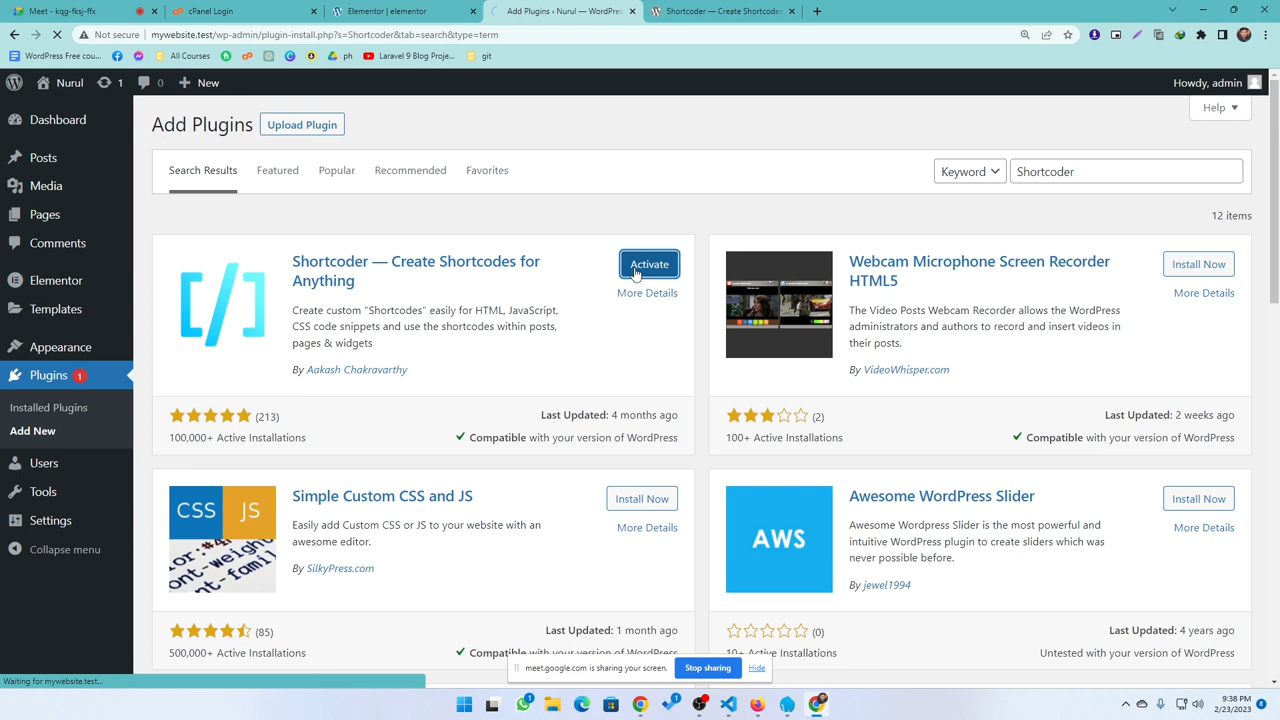 Meet - kqg-kfsj-kfx
cPanel Login
Elementor | elementor
Add Plugins ‹ Nurul — WordPress
Shortcoder — Create Shortcodes
Not secure
mywebsite.test/wp-admin/plugin-install.php?s=Shortcoder&tab=search&type=term
WordPress Free cou...
All Courses
ph
Laravel 9 Blog Proje...
git
Nurul
1
0
New
Howdy, admin
Dashboard
Posts
Media
Pages
Comments
Elementor
Templates
Appearance
Plugins 1
Installed Plugins
Add New
Users
Tools
Settings
Collapse menu
Help
Add Plugins
Upload Plugin
Search Results
Featured
Popular
Recommended
Favorites
Keyword
Shortcoder
12 items
Shortcoder — Create Shortcodes for
Anything
Activate
More Details
Create custom "Shortcodes" easily for HTML, JavaScript,
CSS code snippets and use the shortcodes within posts,
pages & widgets
By Aakash Chakravarthy
(213)
Last Updated: 4 months ago
100,000+ Active Installations
Compatible with your version of WordPress
Webcam Microphone Screen Recorder
HTML5
Install Now
More Details
The Video Posts Webcam Recorder allows the WordPress
administrators and authors to record and insert videos in
their posts.
By VideoWhisper.com
(2)
Last Updated: 2 weeks ago
100+ Active Installations
Compatible with your version of WordPress
CSS JS
Simple Custom CSS and JS
Install Now
More Details
Easily add Custom CSS or JS to your website with an
awesome editor.
By SilkyPress.com
(85)
Last Updated: 1 month ago
500,000+ Active Installations
Compatible with your version of WordPress
AWS
Awesome WordPress Slider
Install Now
More Details
Awesome Wordpress Slider is the most powerful and
intuitive WordPress plugin to create sliders which was
never possible before.
By jewel1994
(0)
Last Updated: 4 years ago
10+ Active Installations
Untested with your version of WordPress
meet.google.com is sharing your screen.
Stop sharing
Hide
Waiting for mywebsite.test...
9:38 PM
2/23/2023